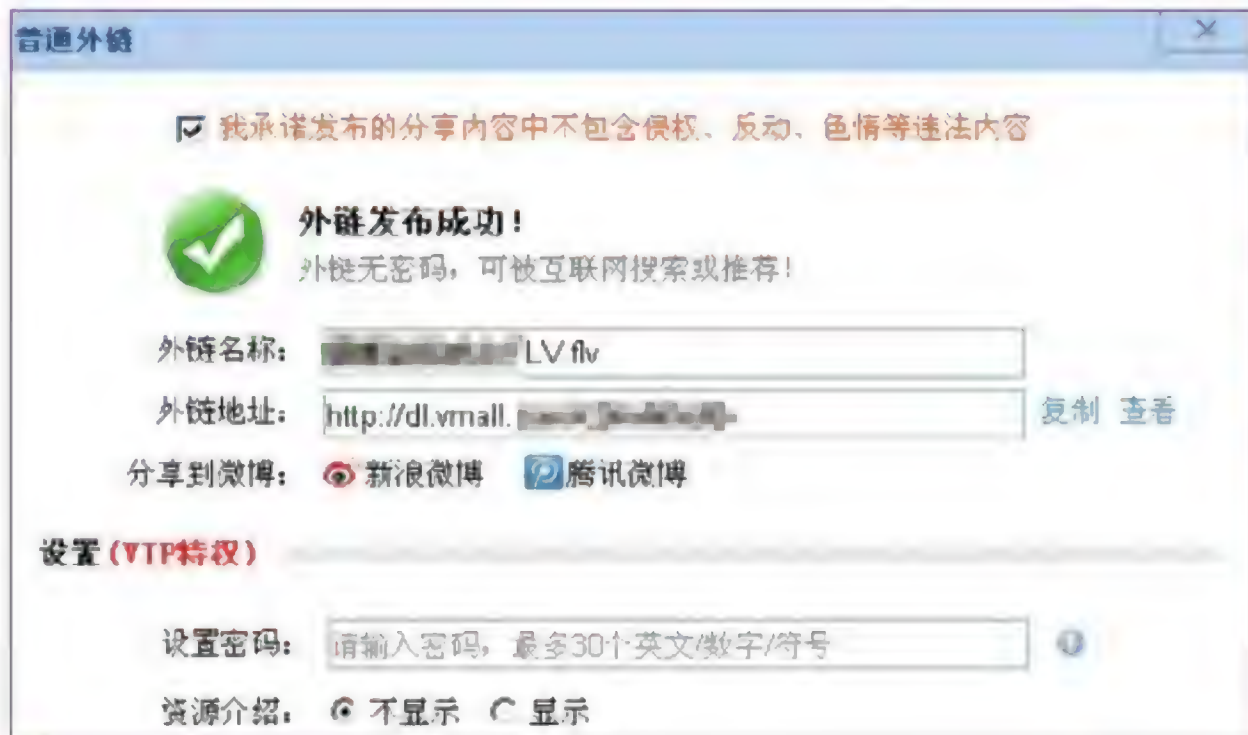 普通外链
我承诺发布的分享内容中不包含侵权、反动、色情等违法内容
外链发布成功！
外链无密码，可被互联网搜索或推荐！
外链名称： LV.flv
外链地址： http://dl.vmall. 复制 查看
分享到微博： 新浪微博 腾讯微博
设置(VIP特权)
设置密码： 请输入密码，最多30个英文/数字/符号
资源介绍： 不显示 显示